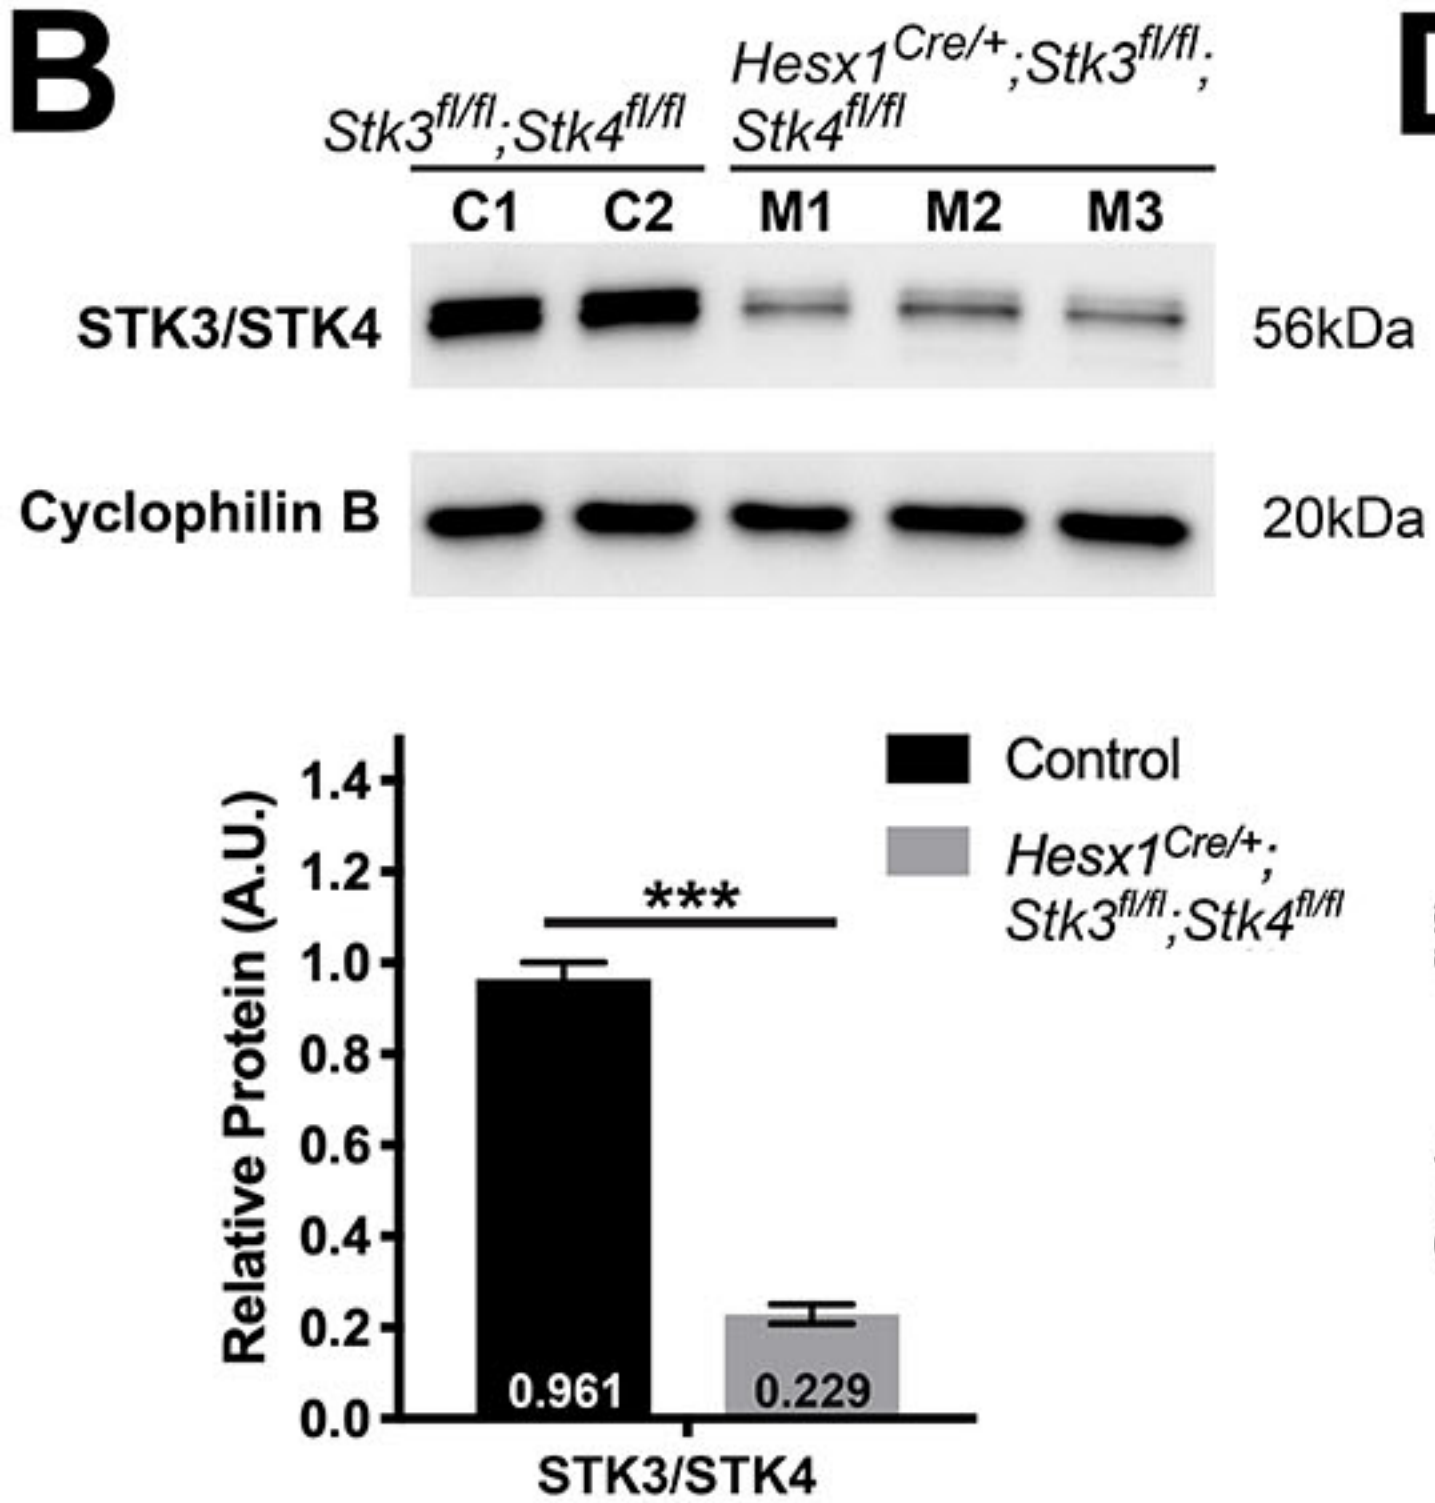 B
Hesx1Cre/+;Stk3fl/fl;
Stk3fl/fl;Stk4fl/fl
Stk4fl/fl
C1 C2 M1 M2 M3
STK3/STK4
56kDa
Cyclophilin B
20kDa
Relative Protein (A.U.)
1.4
1.2
1.0
0.8
0.6
0.4
0.2
0.0
***
0.961
0.229
STK3/STK4
Control
Hesx1Cre/+;
Stk3fl/fl;Stk4fl/fl